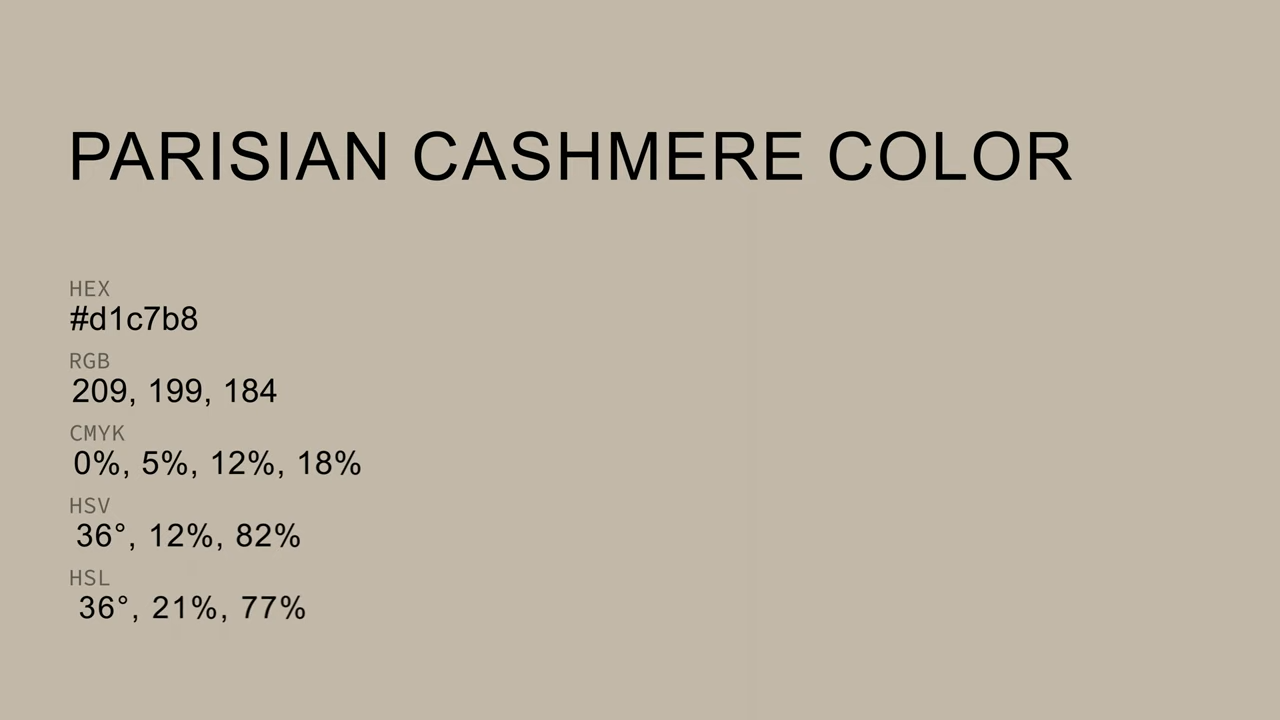 PARISIAN CASHMERE COLOR
HEX
#d1c7b8
RGB
209, 199, 184
CMYK
0%, 5%, 12%, 18%
HSV
36°, 12%, 82%
HSL
36°, 21%, 77%